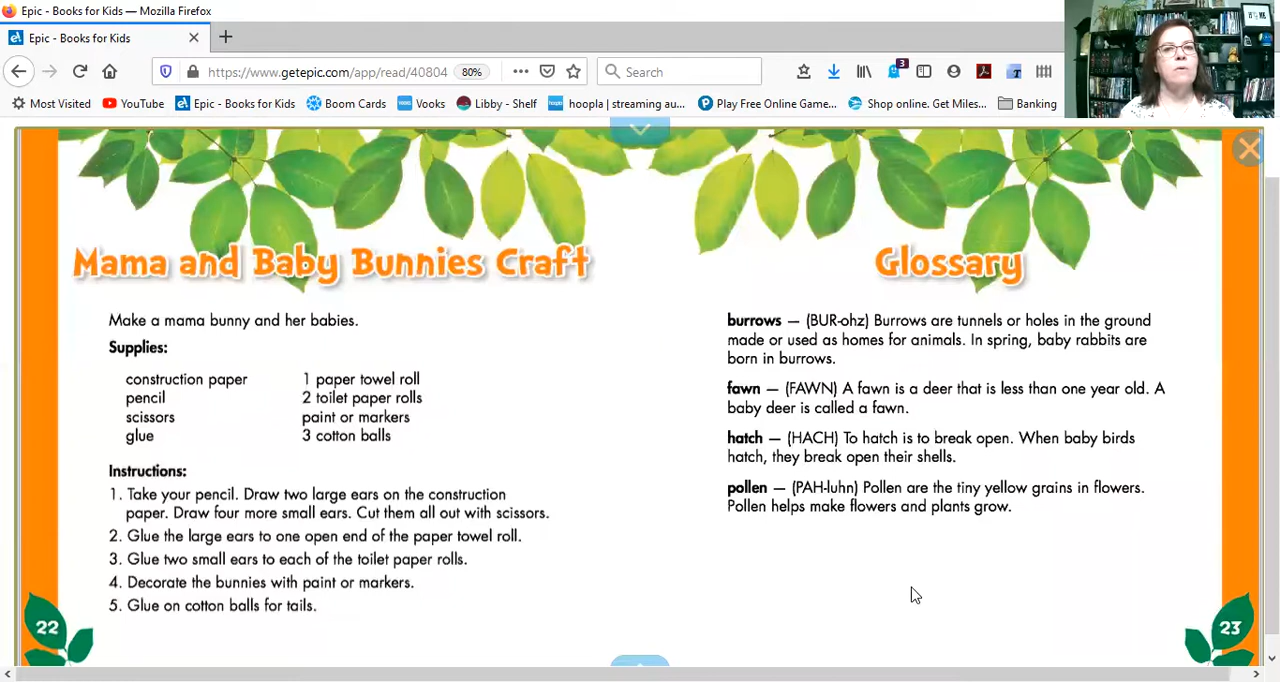 Epic - Books for Kids — Mozilla Firefox
Epic - Books for Kids
https://www.getepic.com/app/read/40804
80%
Search
3
Most Visited
YouTube
Epic - Books for Kids
Boom Cards
Vooks
Libby - Shelf
hoopla | streaming au...
Play Free Online Game...
Shop online. Get Miles...
Banking
Mama and Baby Bunnies Craft
Make a mama bunny and her babies.
Supplies:
construction paper
pencil
scissors
glue
1 paper towel roll
2 toilet paper rolls
paint or markers
3 cotton balls
Instructions:
1. Take your pencil. Draw two large ears on the construction
paper. Draw four more small ears. Cut them all out with scissors.
2. Glue the large ears to one open end of the paper towel roll.
3. Glue two small ears to each of the toilet paper rolls.
4. Decorate the bunnies with paint or markers.
5. Glue on cotton balls for tails.
22
Glossary
burrows — (BUR-ohz) Burrows are tunnels or holes in the ground
made or used as homes for animals. In spring, baby rabbits are
born in burrows.
fawn — (FAWN) A fawn is a deer that is less than one year old. A
baby deer is called a fawn.
hatch — (HACH) To hatch is to break open. When baby birds
hatch, they break open their shells.
pollen — (PAH-luhn) Pollen are the tiny yellow grains in flowers.
Pollen helps make flowers and plants grow.
23